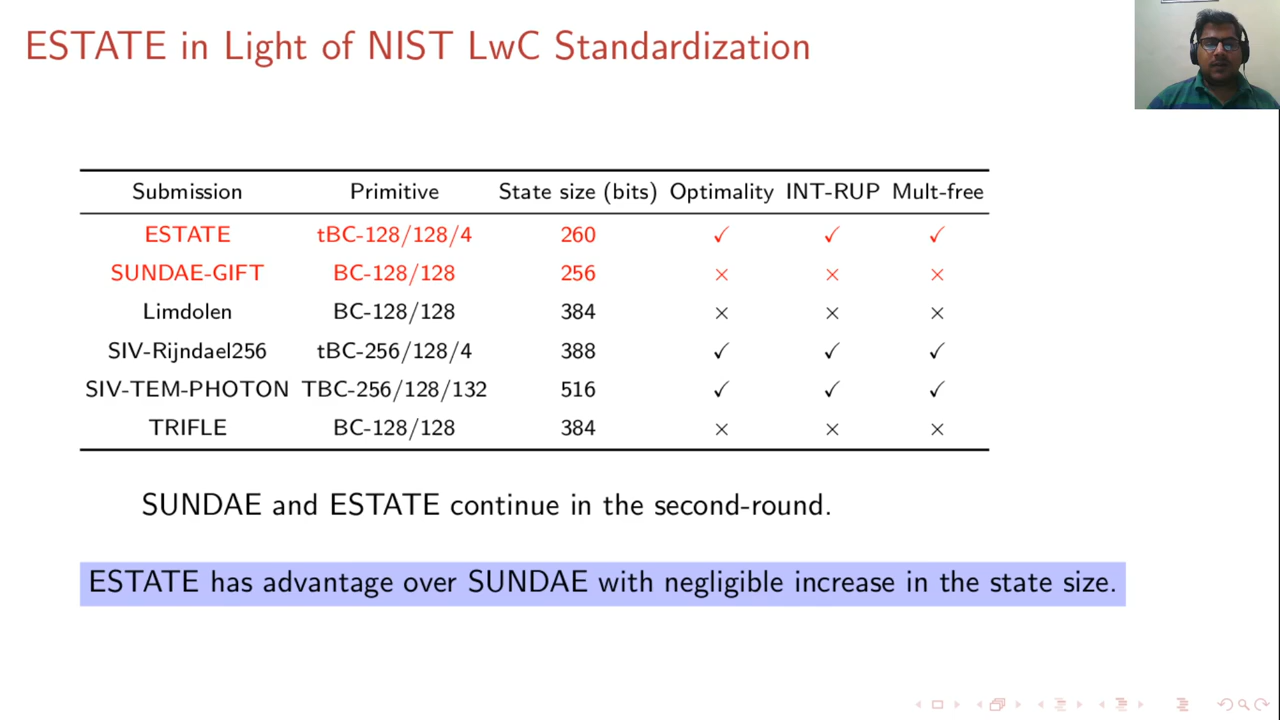 ESTATE in Light of NIST LwC Standardization
Submission Primitive State size (bits) Optimality INT-RUP Mult-free
ESTATE tBC-128/128/4 260 ✓ ✓ ✓
SUNDAE-GIFT BC-128/128 256 × × ×
Limdolen BC-128/128 384 × × ×
SIV-Rijndael256 tBC-256/128/4 388 ✓ ✓ ✓
SIV-TEM-PHOTON TBC-256/128/132 516 ✓ ✓ ✓
TRIFLE BC-128/128 384 × × ×
SUNDAE and ESTATE continue in the second-round.
ESTATE has advantage over SUNDAE with negligible increase in the state size.